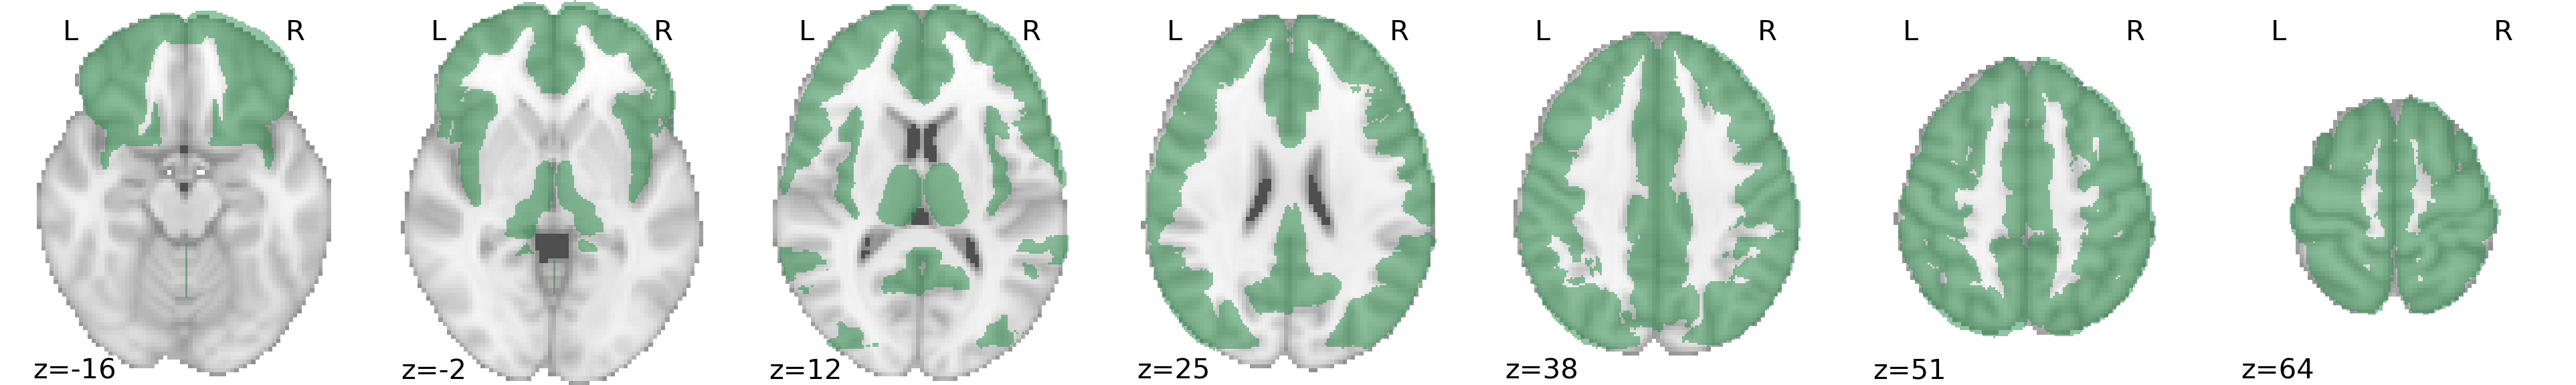 L R L R L R L R L R L R L R
z=-16 z=-2 z=12 z=25 z=38 z=51 z=64